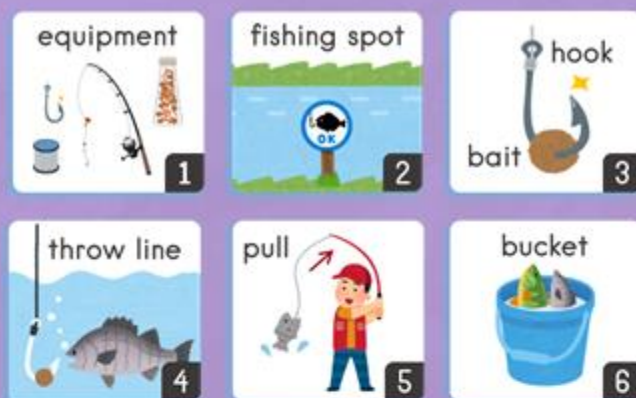 equipment
1
fishing spot
OK
2
hook
bait
3
throw line
4
pull
5
bucket
6